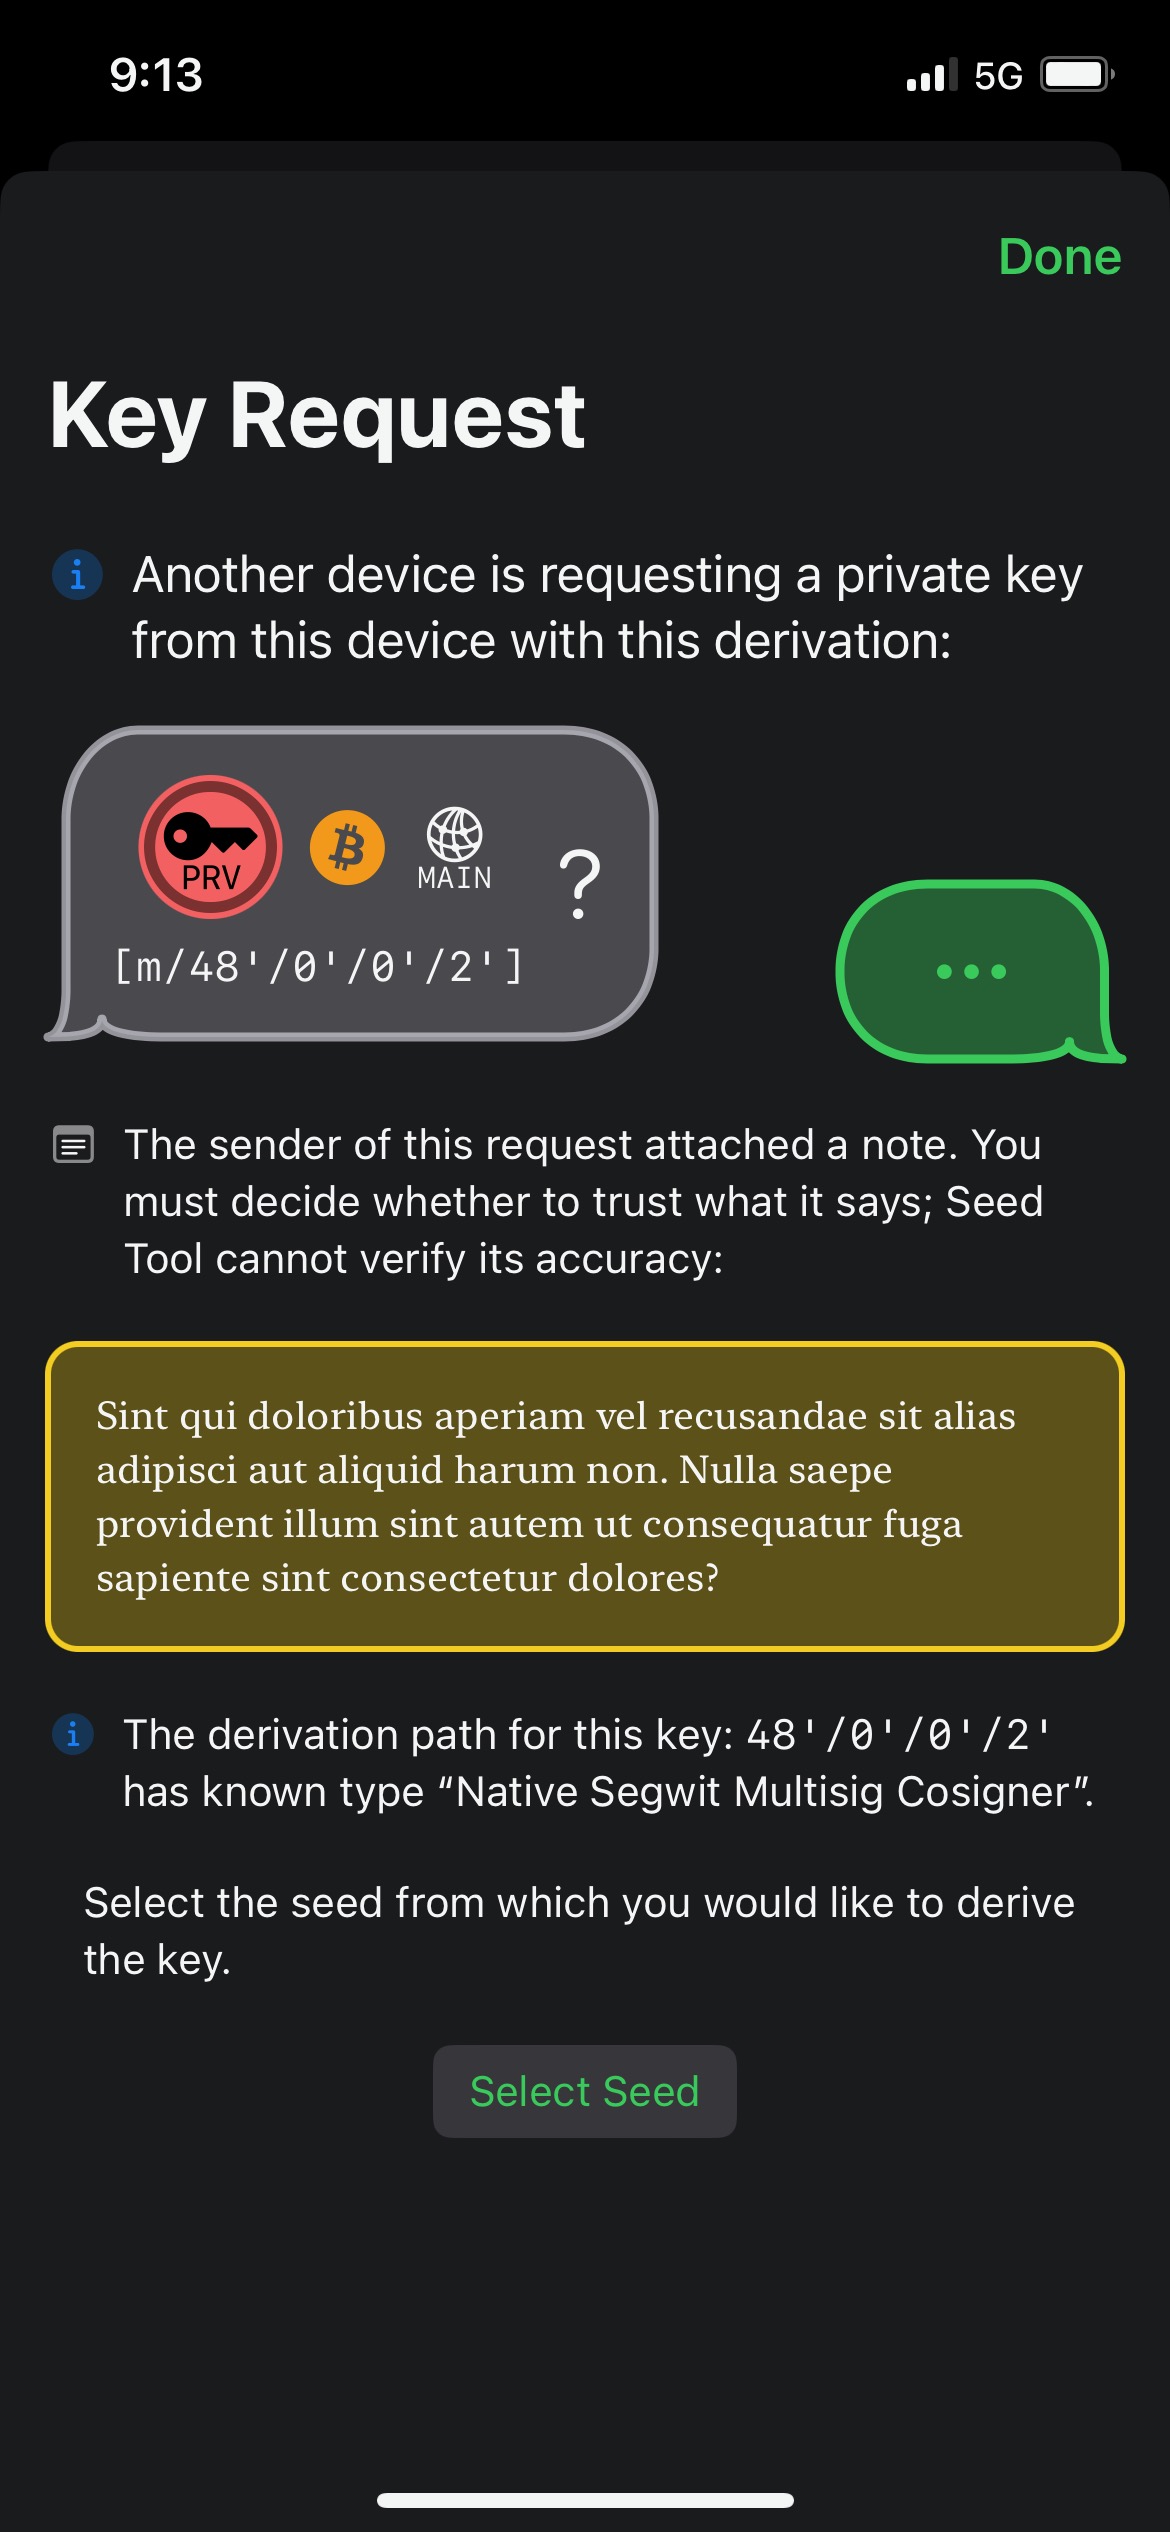 9:13
5G
Done
Key Request
Another device is requesting a private key
from this device with this derivation:
PRV
MAIN
?
[m/48'/0'/0'/2']
The sender of this request attached a note. You
must decide whether to trust what it says; Seed
Tool cannot verify its accuracy:
Sint qui doloribus aperiam vel recusandae sit alias
adipisci aut aliquid harum non. Nulla saepe
provident illum sint autem ut consequatur fuga
sapiente sint consectetur dolores?
The derivation path for this key: 48'/0'/0'/2'
has known type “Native Segwit Multisig Cosigner”.
Select the seed from which you would like to derive
the key.
Select Seed